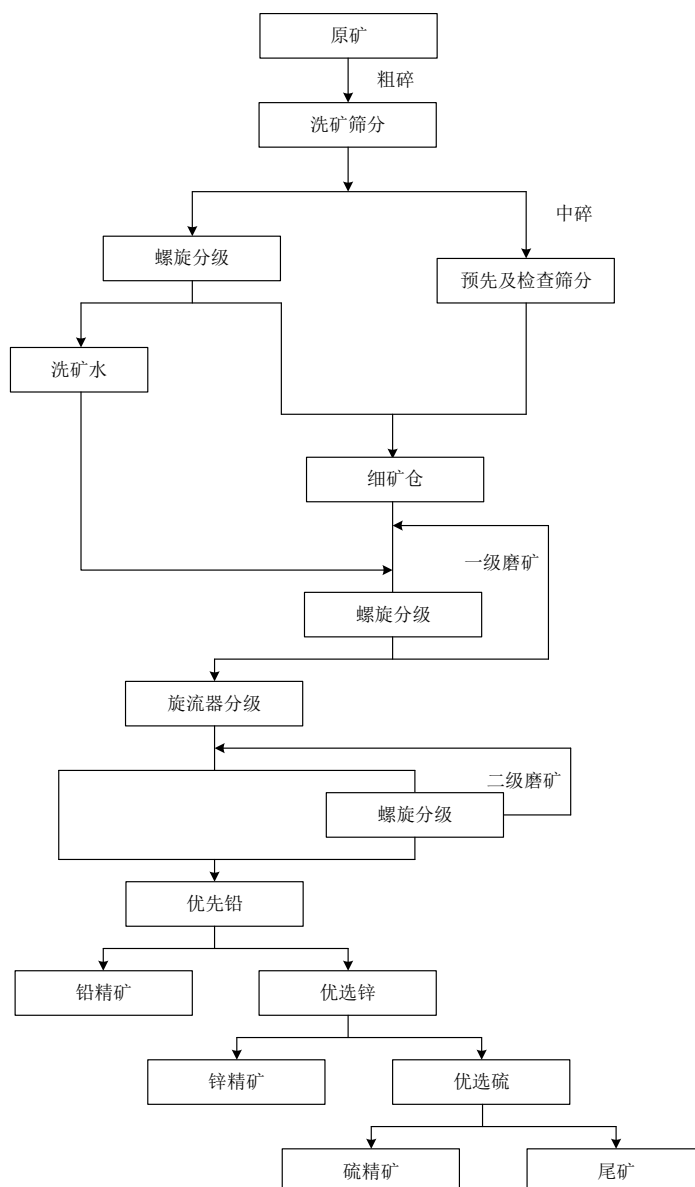 原矿
粗碎
洗矿筛分
中碎
螺旋分级
预先及检查筛分
洗矿水
细矿仓
一级磨矿
螺旋分级
旋流器分级
二级磨矿
螺旋分级
优先铅
铅精矿
优选锌
锌精矿
优选硫
硫精矿
尾矿